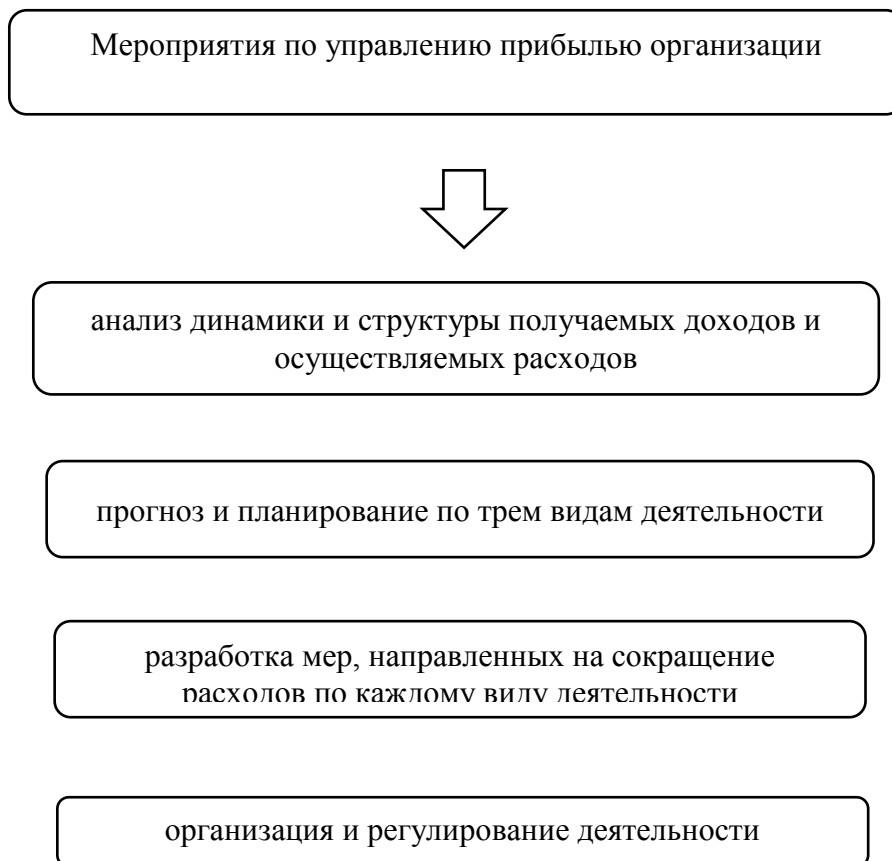 Мероприятия по управлению прибылью организации
анализ динамики и структуры получаемых доходов и
осуществляемых расходов
прогноз и планирование по трем видам деятельности
разработка мер, направленных на сокращение
расходов по каждому виду деятельности
организация и регулирование деятельности